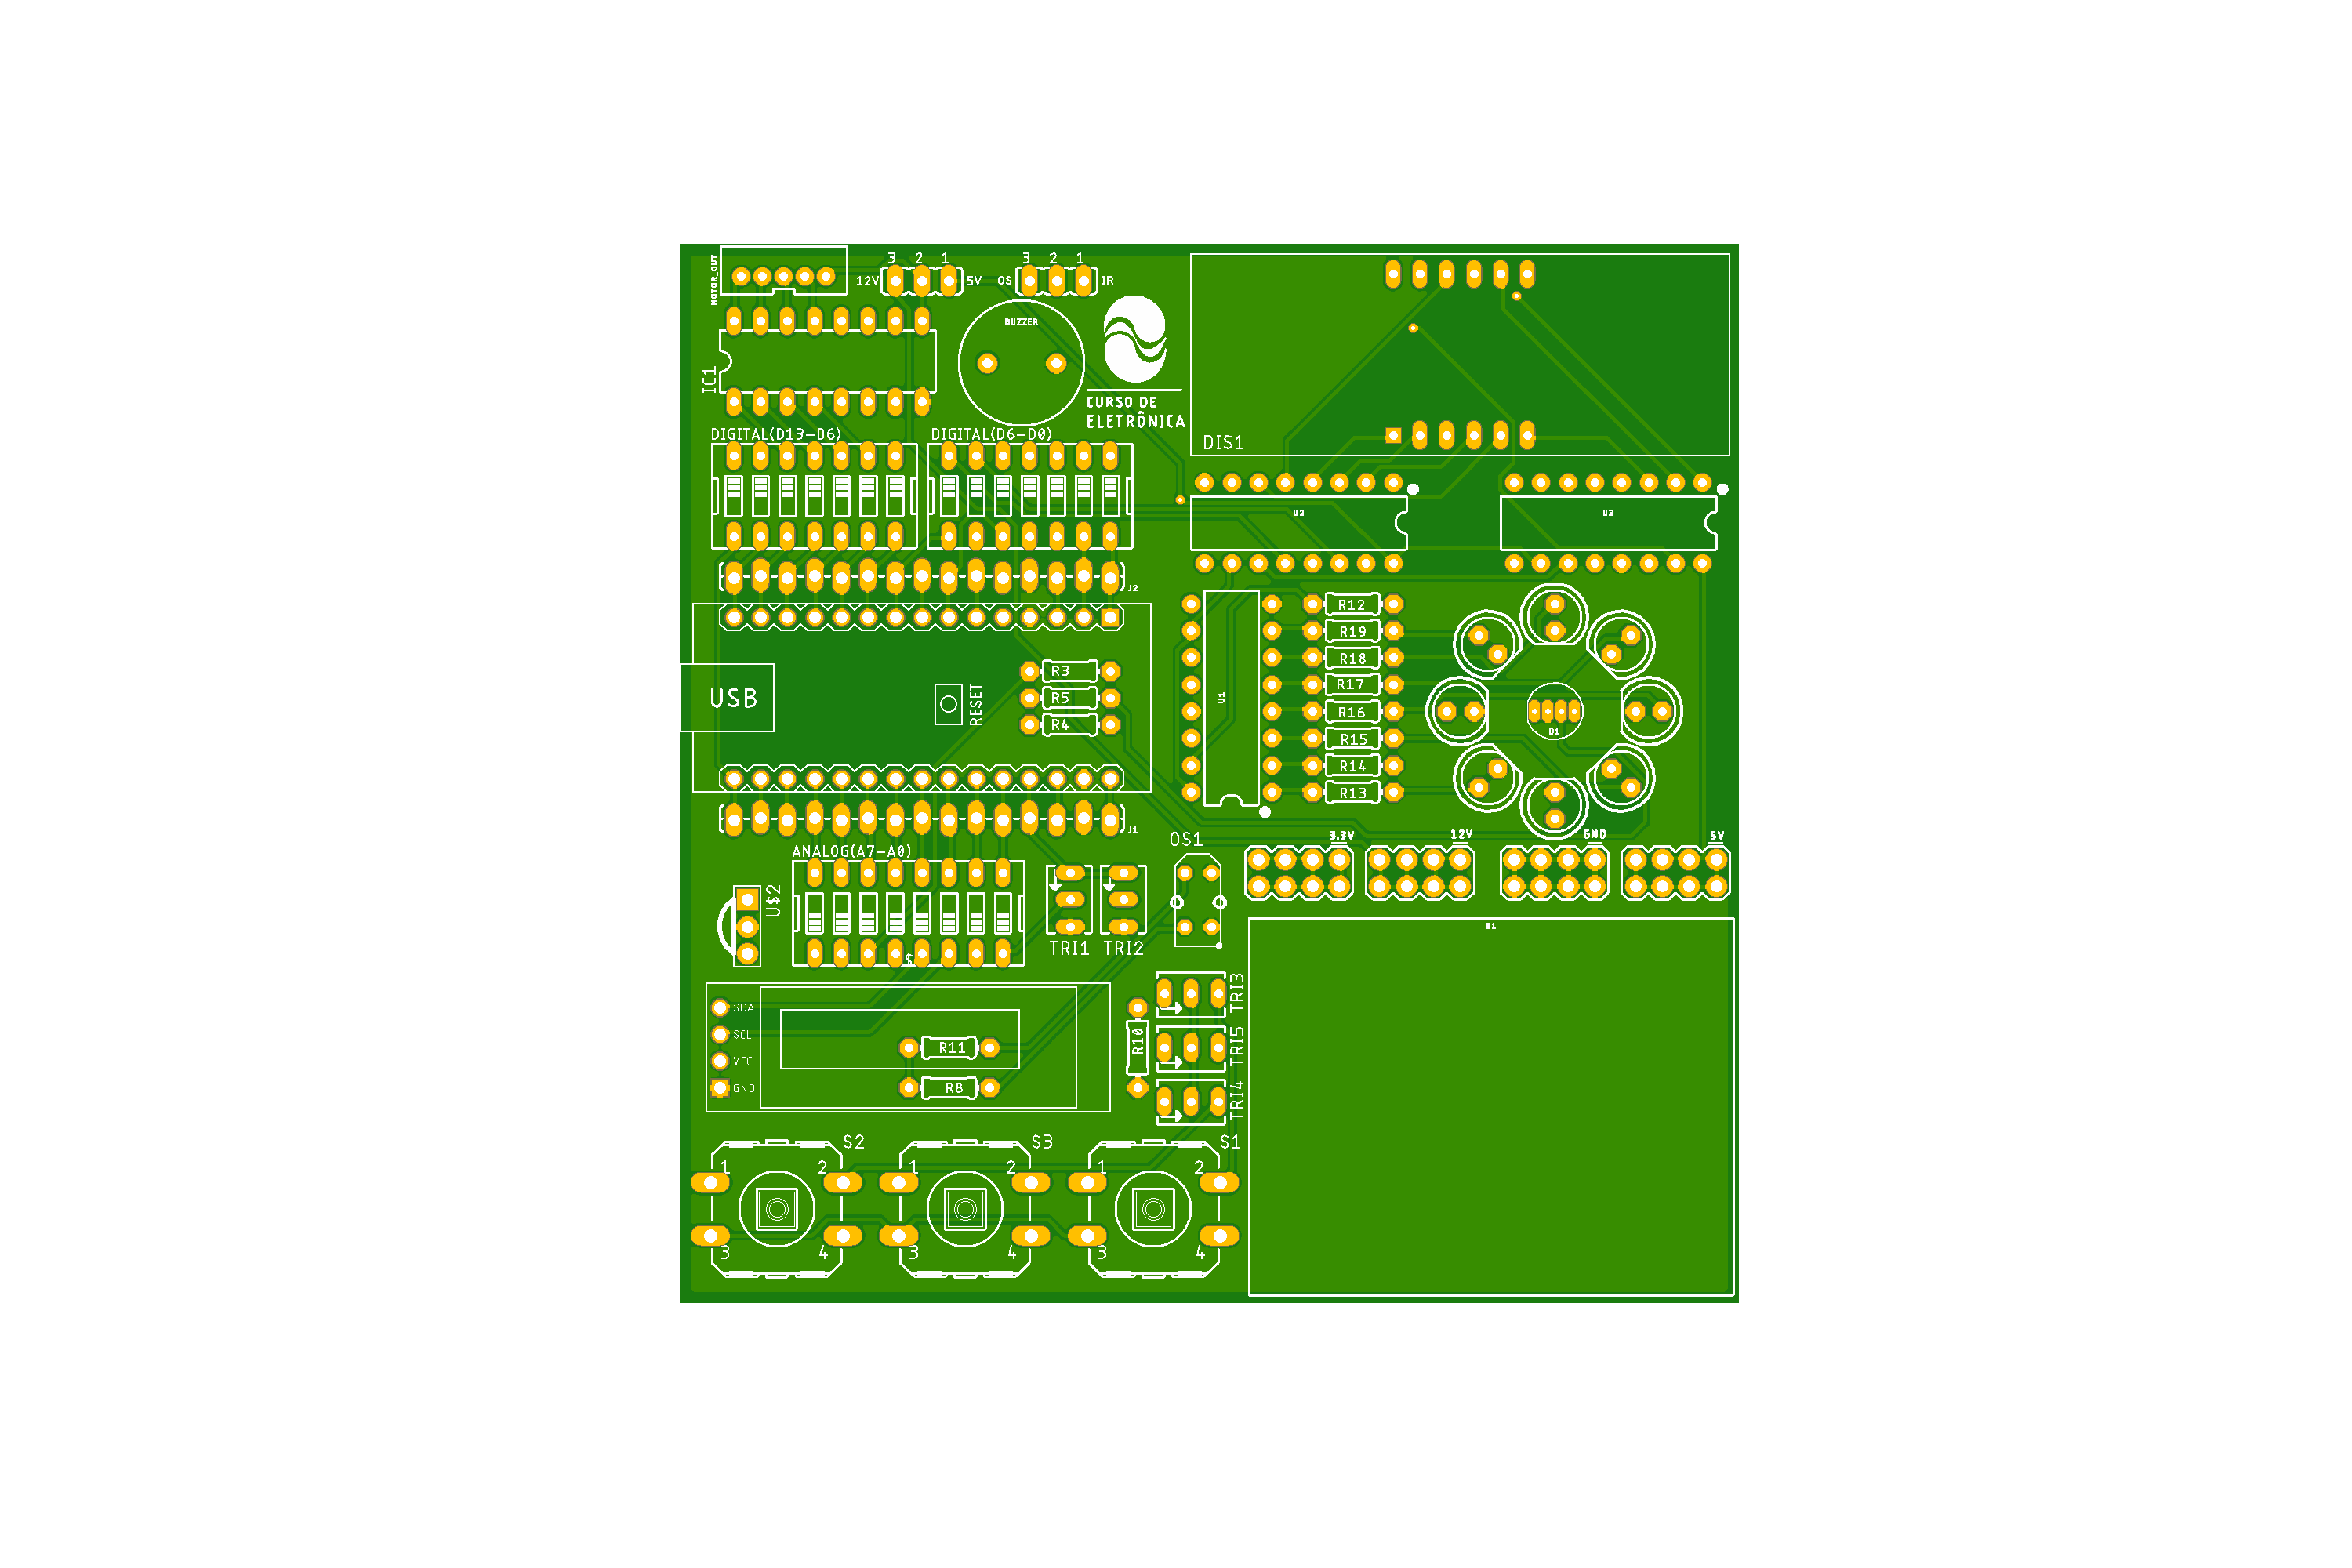 MOTOR_OUT
3 2 1
12V 5V
3 2 1
OS IR
BUZZER
IC1
CURSO DE
ELETRÔNICA
DIS1
DIGITAL(D13-D6)
DIGITAL(D6-D0)
U2
U3
J2
USB
RESET
R3
R5
R4
U1
R12
R19
R18
R17
R16
R15
R14
R13
D1
J1
OS1
3.3V
12V
GND
5V
ANALOG(A7-A0)
U$2
$
TRI1
TRI2
B1
TRI3
TRI5
TRI4
R10
SDA
SCL
VCC
GND
R11
R8
S2
1 2
3 4
S3
1 2
3 4
S1
1 2
3 4